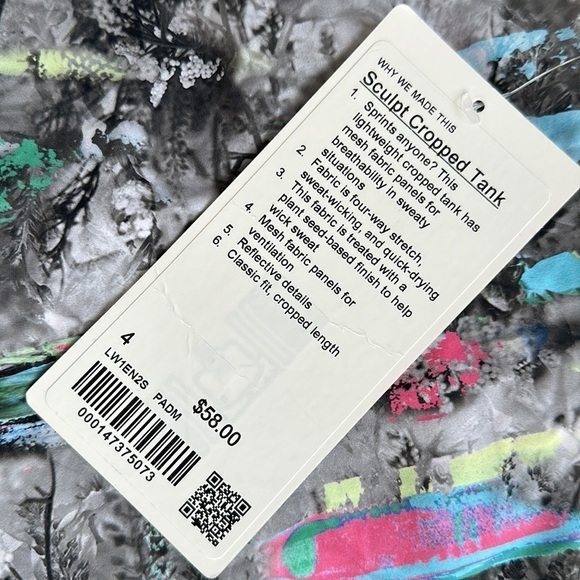 WHY WE MADE THIS
Sculpt Cropped Tank
1. Sprints anyone? This
lightweight cropped tank has
mesh fabric panels for
breathability in sweaty
situations
2. Fabric is four-way stretch,
sweat-wicking, and quick-drying
3. This fabric is treated with a
plant seed-based finish to help
wick sweat
4. Mesh fabric panels for
ventilation
5. Reflective details
6. Classic fit, cropped length
4
LW1EN2S PADM
$58.00
000147375073